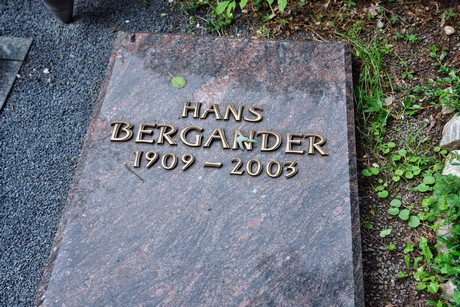 HANS
BERGANDER
1909 – 2003